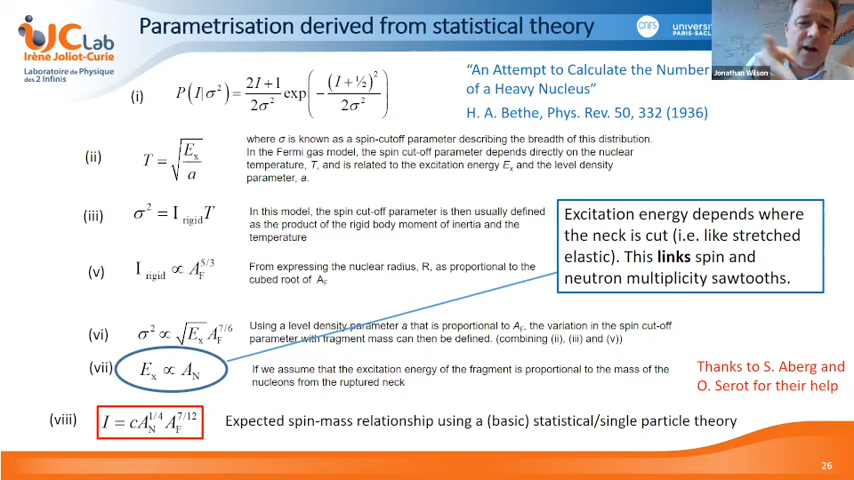 Parametrisation derived from statistical theory
iJC Lab
Irène Joliot-Curie
Laboratoire de Physique
des 2 Infinis
cnrs
université
PARIS-SACLAY
Jonathan Wilson
(i) P(I|σ²) = 2I+1 / 2σ² exp(−(I+½)² / 2σ²)
"An Attempt to Calculate the Number
of a Heavy Nucleus"
H. A. Bethe, Phys. Rev. 50, 332 (1936)
(ii) T = √(Eₓ / a)
where σ is known as a spin-cutoff parameter describing the breadth of this distribution.
In the Fermi gas model, the spin cut-off parameter depends directly on the nuclear
temperature, T, and is related to the excitation energy Eₓ and the level density
parameter, a.
(iii) σ² = I_rigid T
In this model, the spin cut-off parameter is then usually defined
as the product of the rigid body moment of inertia and the
temperature
Excitation energy depends where
the neck is cut (i.e. like stretched
elastic). This links spin and
neutron multiplicity sawtooths.
(v) I_rigid ∝ A_F^5/3
From expressing the nuclear radius, R, as proportional to the
cubed root of A_F
(vi) σ² ∝ √Eₓ A_F^7/6
Using a level density parameter a that is proportional to A_F, the variation in the spin cut-off
parameter with fragment mass can then be defined. (combining (ii), (iii) and (v))
(vii) Eₓ ∝ A_N
If we assume that the excitation energy of the fragment is proportional to the mass of the
nucleons from the ruptured neck
Thanks to S. Aberg and
O. Serot for their help
(viii) I = cA_N^1/4 A_F^7/12
Expected spin-mass relationship using a (basic) statistical/single particle theory
26